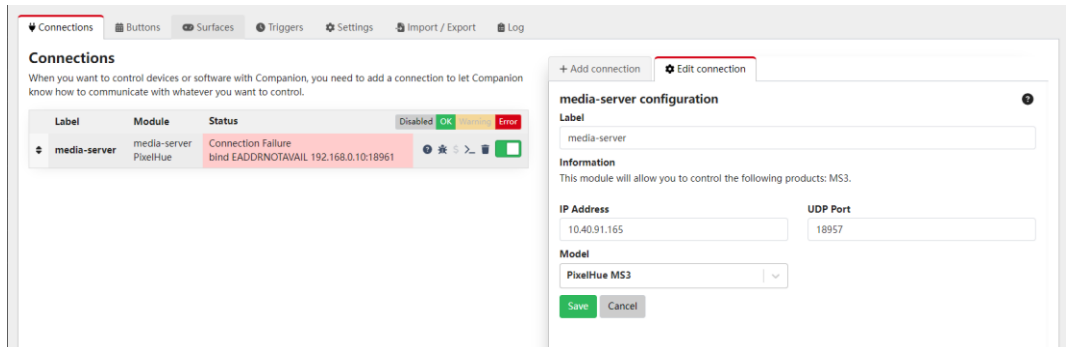 Connections Buttons Surfaces Triggers Settings Import / Export Log
Connections
When you want to control devices or software with Companion, you need to add a connection to let Companion
know how to communicate with whatever you want to control.
Label Module Status Disabled OK Warning Error
media-server media-server
PixelHue Connection Failure
bind EADDRNOTAVAIL 192.168.0.10:18961
+ Add connection Edit connection
media-server configuration
Label
media-server
Information
This module will allow you to control the following products: MS3.
IP Address UDP Port
10.40.91.165 18957
Model
PixelHue MS3
Save Cancel